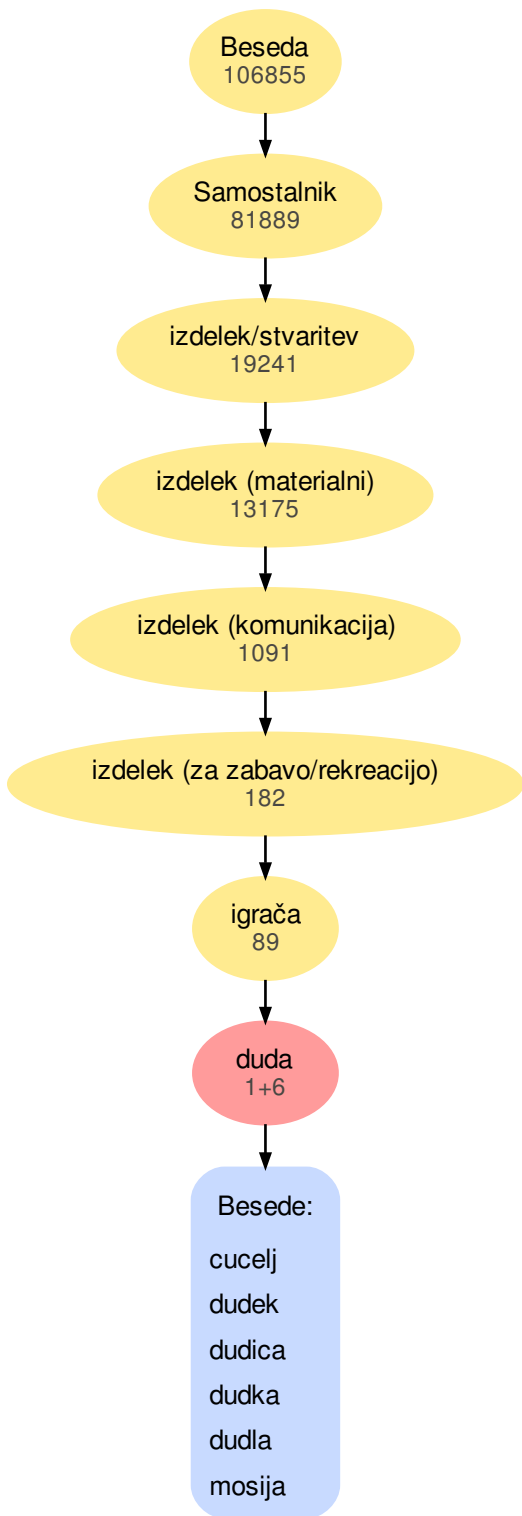 Beseda
106855
Samostalnik
81889
izdelek/stvaritev
19241
izdelek (materialni)
13175
izdelek (komunikacija)
1091
izdelek (za zabavo/rekreacijo)
182
igrača
89
duda
1+6
Besede:
cucelj
dudek
dudica
dudka
dudla
mosija